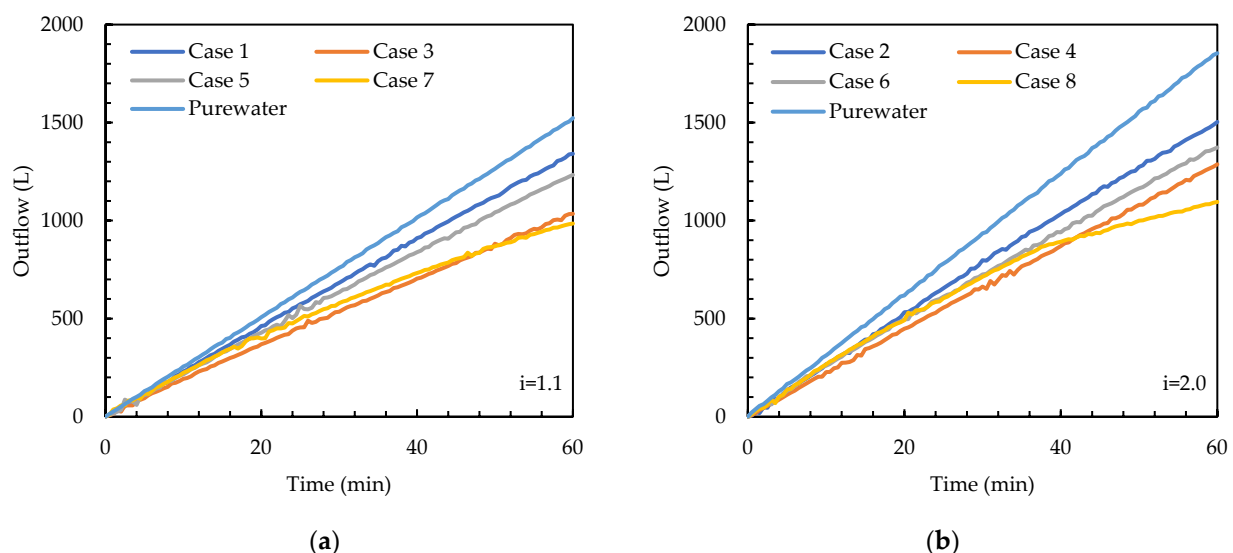 2000
1500
1000
500
0
Outflow (L)
Case 1
Case 3
Case 5
Case 7
Purewater
i=1.1
0
20
40
60
Time (min)
(a)
2000
1500
1000
500
0
Outflow (L)
Case 2
Case 4
Case 6
Case 8
Purewater
i=2.0
0
20
40
60
Time (min)
(b)